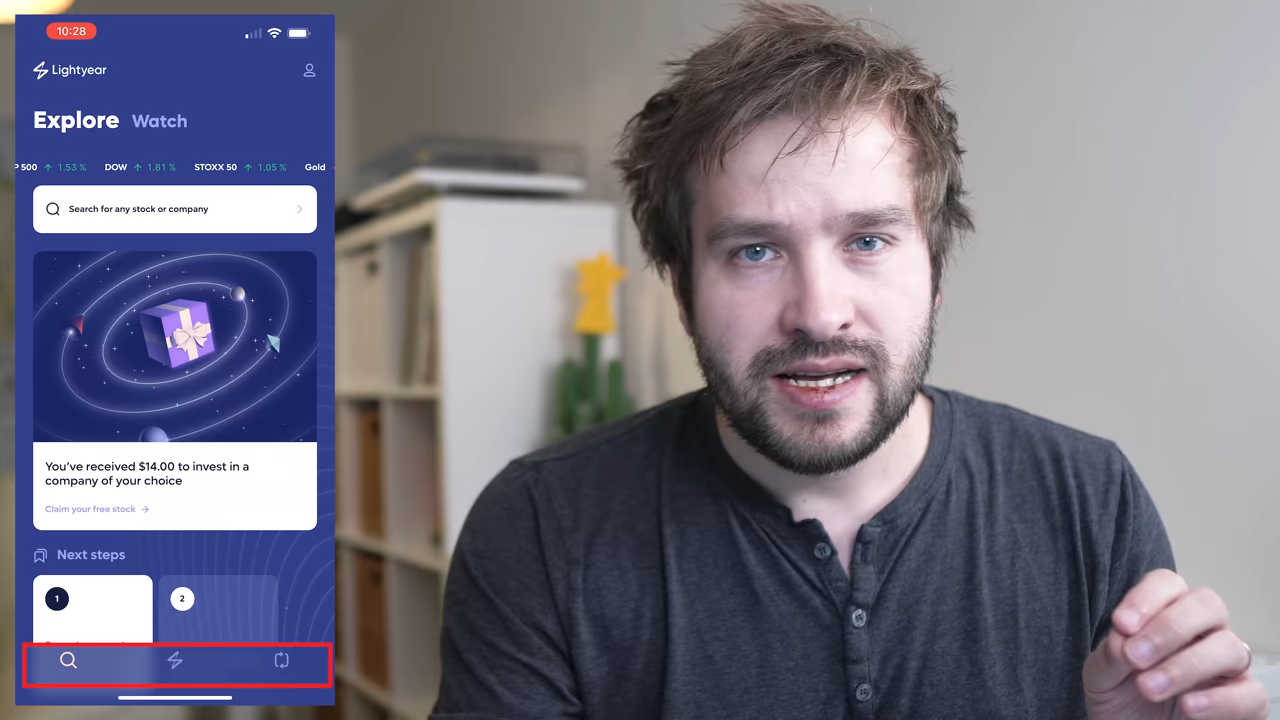 10:28
Lightyear
Explore Watch
500 ↑ 1.53 % DOW ↑ 1.81 % STOXX 50 ↑ 1.05 % Gold
Search for any stock or company
You've received $14.00 to invest in a
company of your choice
Claim your free stock →
Next steps
1 2